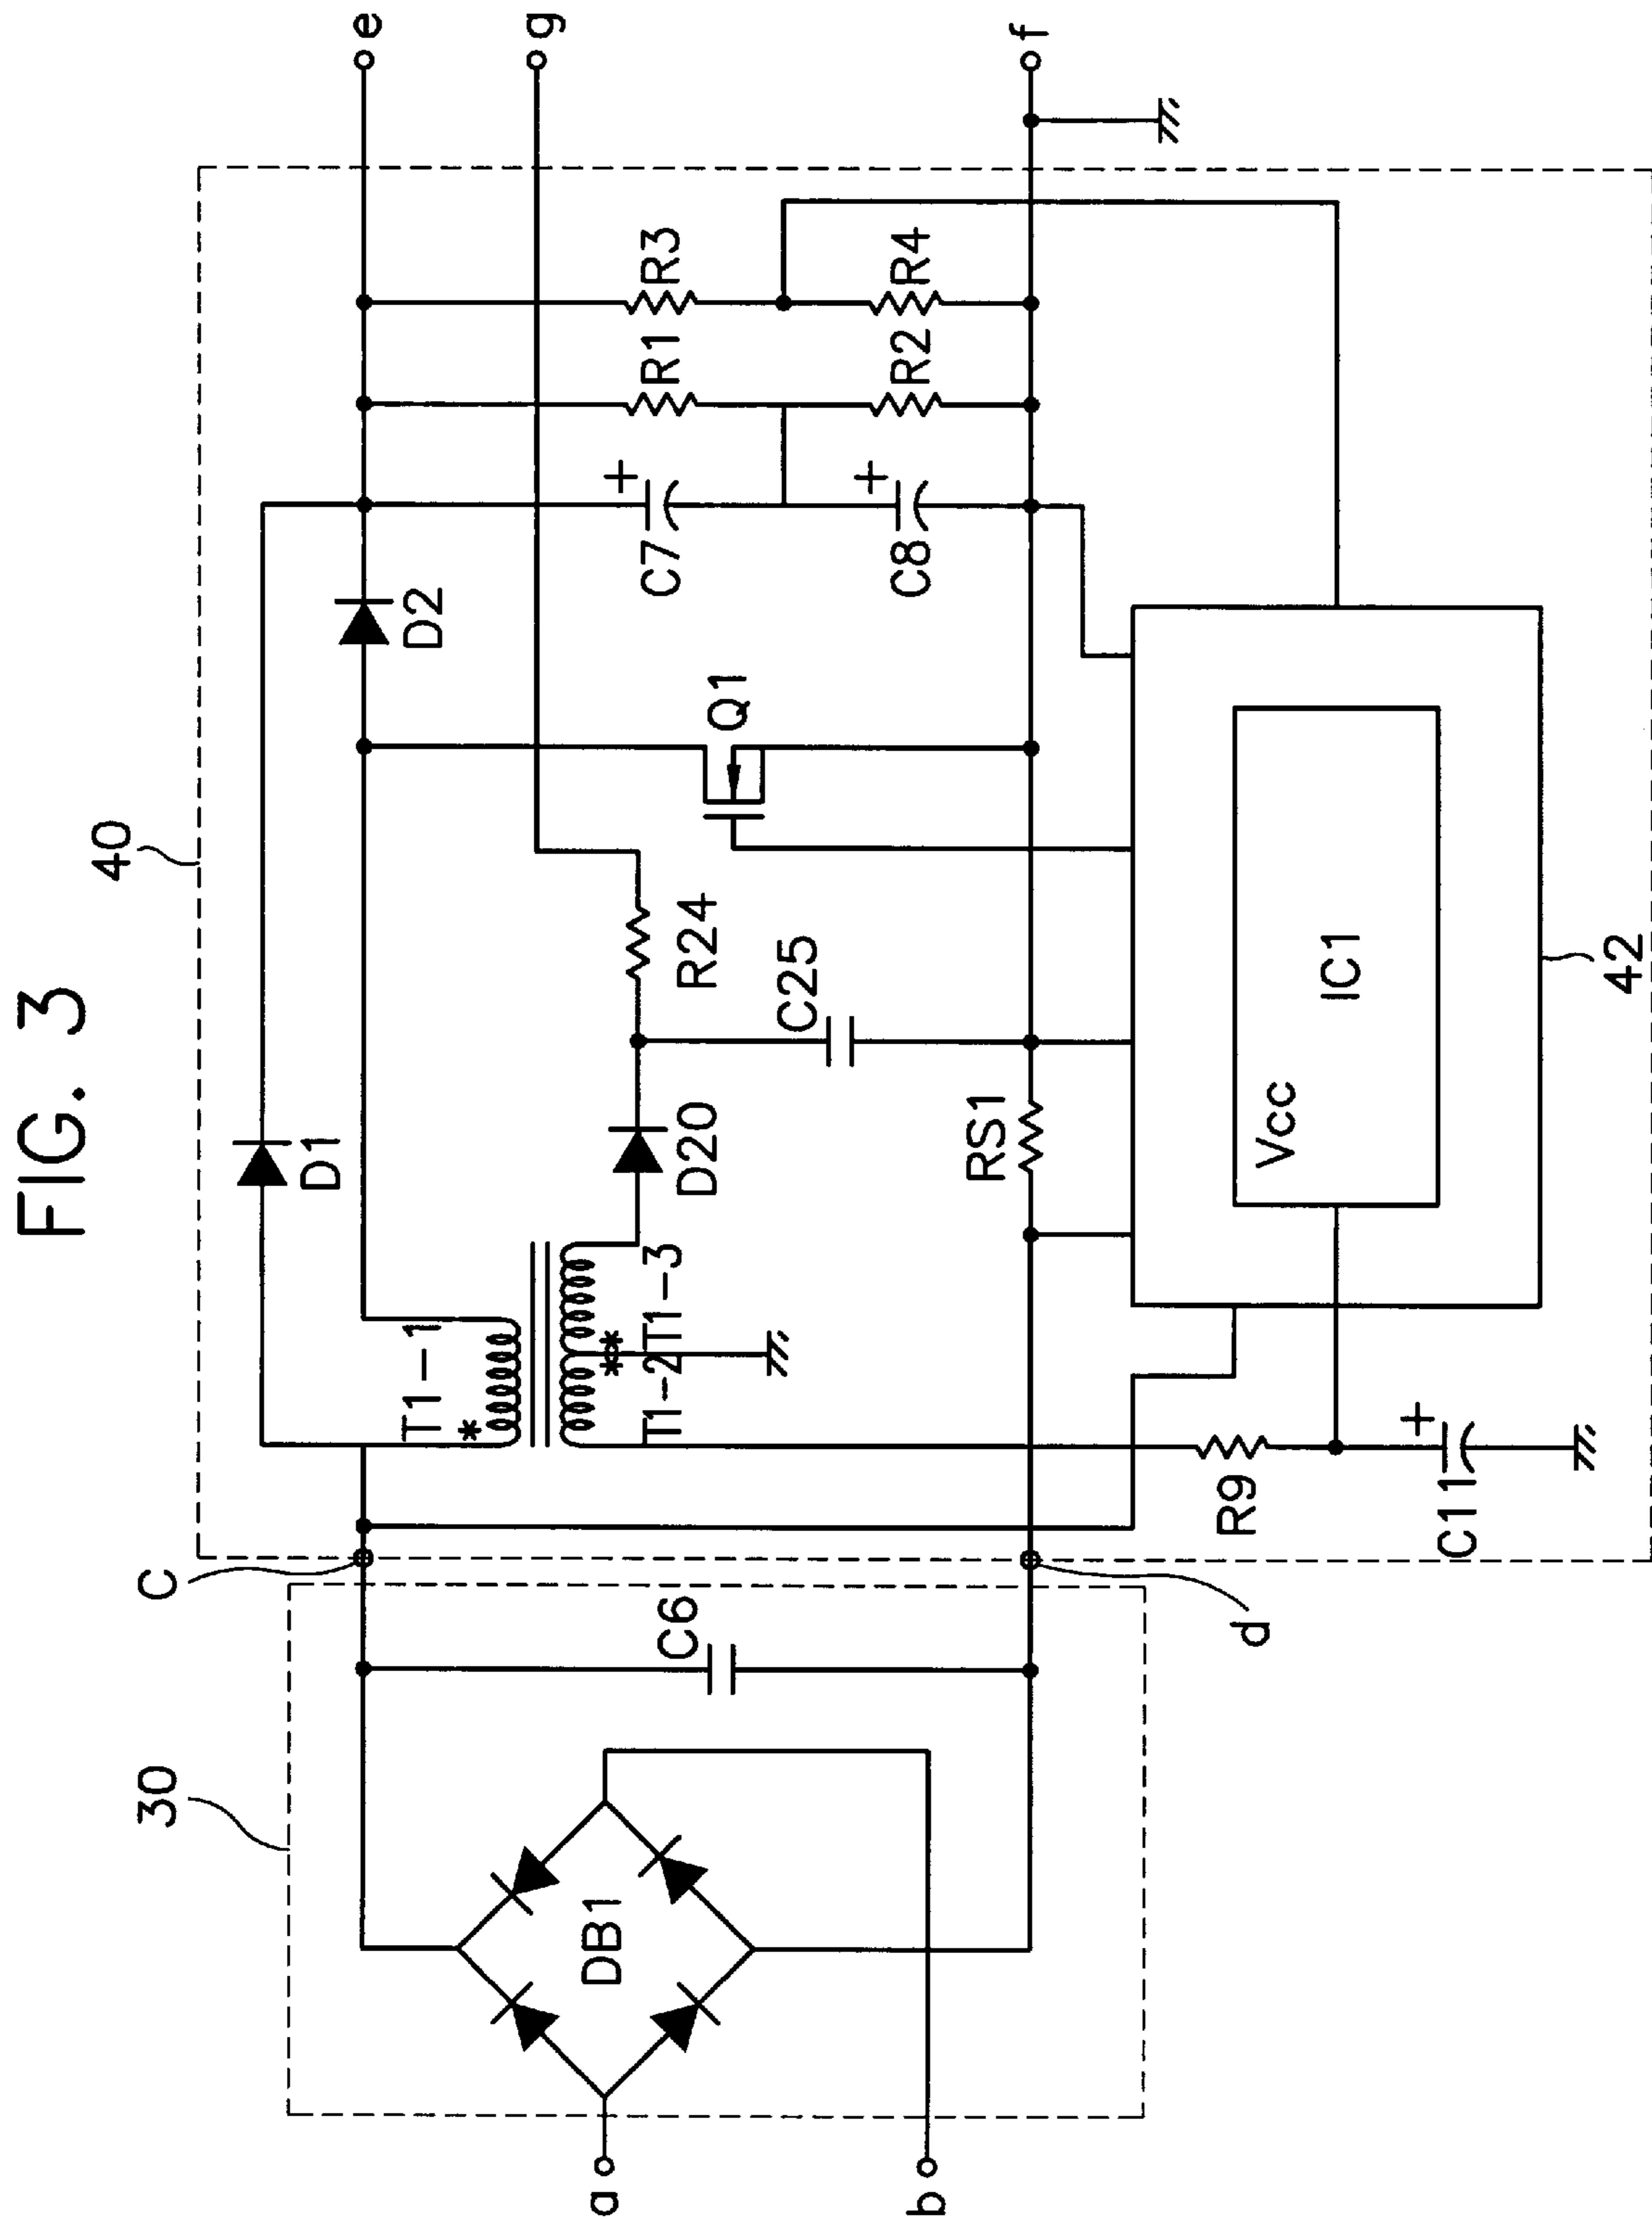 FIG. 3
40
e
g
f
D1
D2
T1-1
*
T1-3
**
T1-2
D20
R24
C25
Q1
C7
+
C8
+
R1
R3
R2
R4
RS1
C
d
30
C6
DB1
a
b
R9
+
C11
Vcc
IC1
42